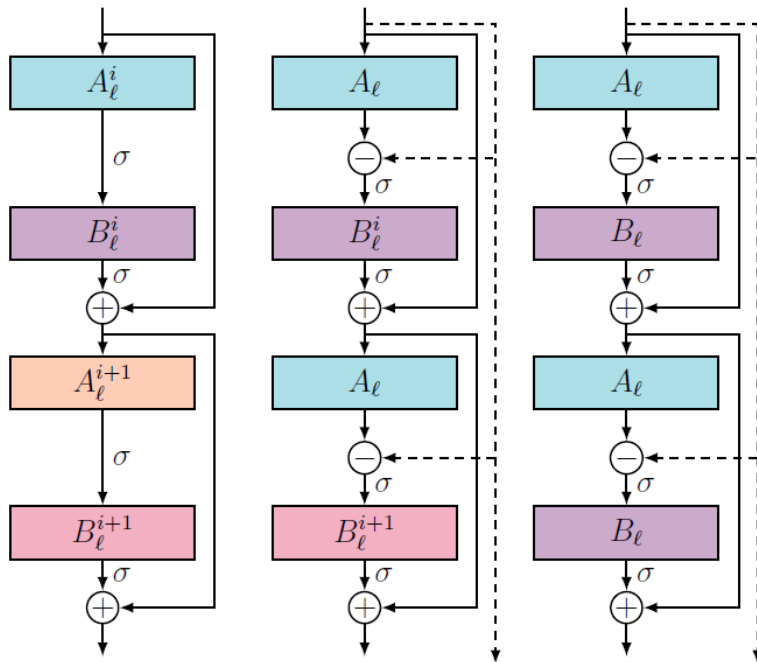 A_ℓ^i A_ℓ A_ℓ
σ − −
σ σ
B_ℓ^i B_ℓ^i B_ℓ
σ σ σ
+ + +
A_ℓ^{i+1} A_ℓ A_ℓ
σ − −
σ σ
B_ℓ^{i+1} B_ℓ^{i+1} B_ℓ
σ σ σ
+ + +